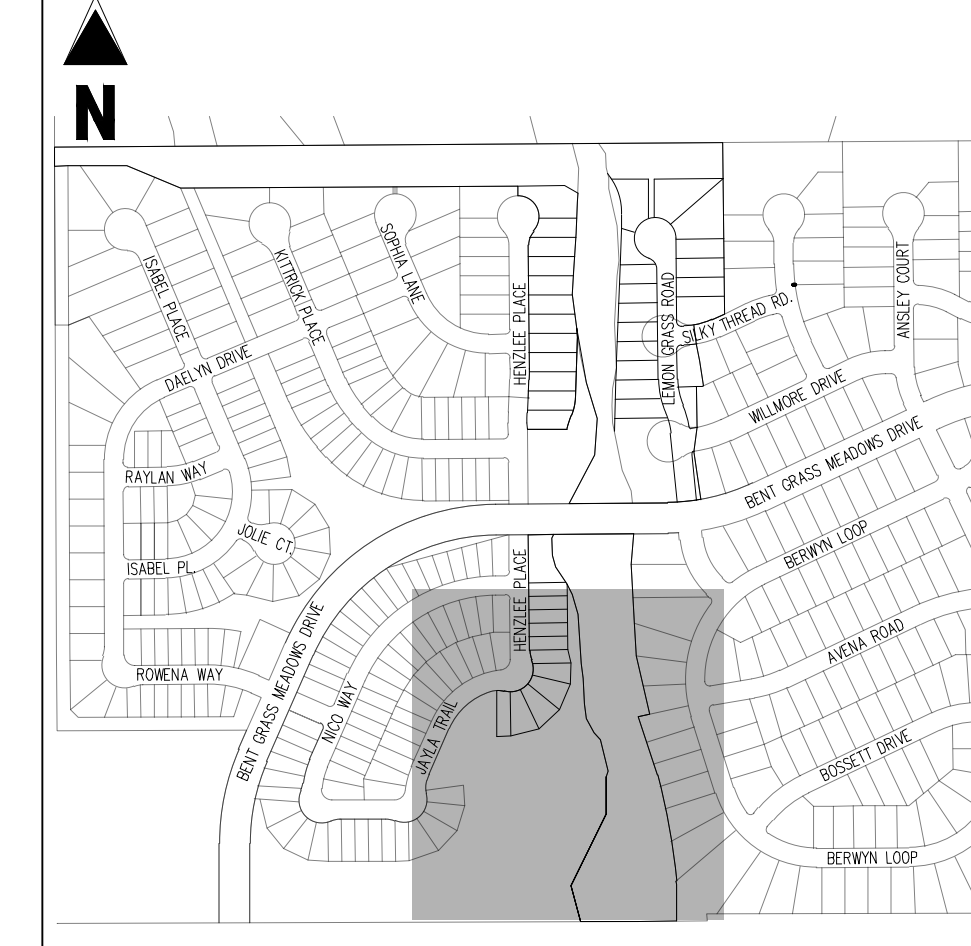 N
SOPHIA LANE
ISABEL PLACE
KITTRICK PLACE
HENZLEE PLACE
LEMON GRASS ROAD
SILKY THREAD RD.
ANSLEY COURT
DAELYN DRIVE
WILLMORE DRIVE
BENT GRASS MEADOWS DRIVE
RAYLAN WAY
JOLIE CT.
BERWYN LOOP
ISABEL PL.
HENZLEE PLACE
BENT GRASS MEADOWS DRIVE
AVENA ROAD
ROWENA WAY
NICO WAY
JAYLA TRAIL
BOSSETT DRIVE
BERWYN LOOP